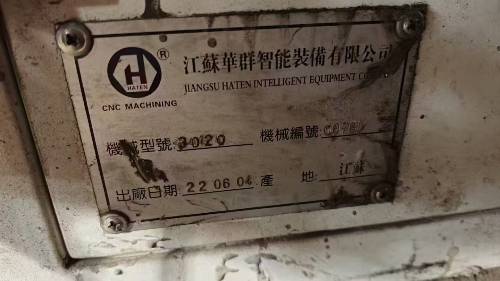 江蘇華群智能裝備有限公司
JIANGSU HATEN INTELLIGENT EQUIPMENT
H ®
HATEN
CNC MACHINING
機械型號:3020 機械編號:
出廠日期:22 06 04 產 地:江蘇